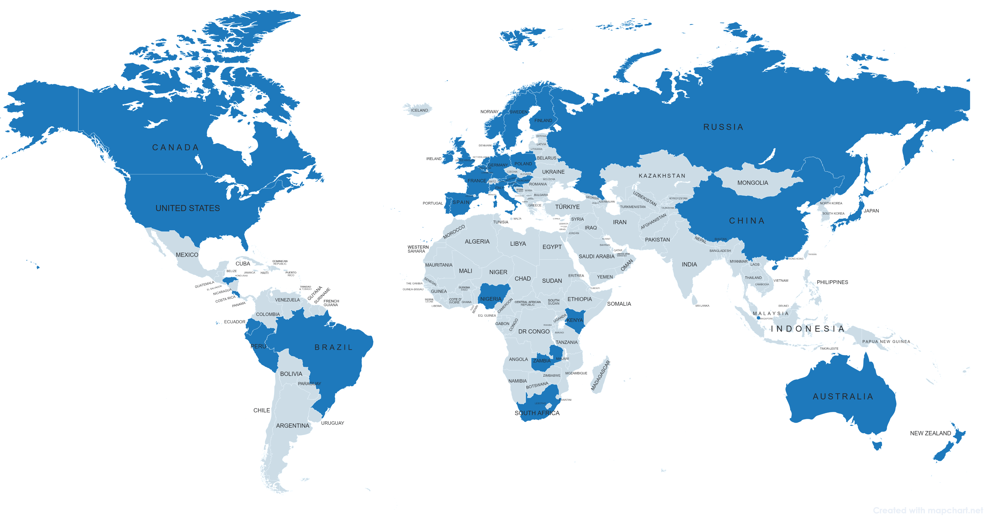 CANADA
UNITED STATES
MEXICO
CUBA
BELIZE
JAMAICA
HAITI
DOMINICAN
REPUBLIC
PUERTO
RICO
HONDURAS
GUATEMALA
EL SALVADOR
NICARAGUA
COSTA RICA
PANAMA
TRINIDAD
& TOBAGO
GUYANA
SURINAME
FRENCH
GUIANA
VENEZUELA
COLOMBIA
ECUADOR
PERU
BRAZIL
BOLIVIA
PARAGUAY
CHILE
ARGENTINA
URUGUAY
ICELAND
NORWAY
SWEDEN
FINLAND
ESTONIA
LATVIA
LITHUANIA
DENMARK
IRELAND
UNITED KINGDOM
NETHERLANDS
BELGIUM
GERMANY
POLAND
BELARUS
UKRAINE
CZECHIA
SLOVAKIA
FRANCE
SWITZ.
AUSTRIA
HUNGARY
MOLDOVA
ROMANIA
ITALY
BOSNIA
& HERZ.
SERBIA
BULGARIA
MONACO
PORTUGAL
SPAIN
GREECE
MALTA
CYPRUS
TÜRKIYE
GEORGIA
AZERBAIJAN
RUSSIA
KAZAKHSTAN
MONGOLIA
UZBEKISTAN
KYRGYZSTAN
TURKMENISTAN
TAJIKISTAN
AFGHANISTAN
CHINA
NORTH KOREA
SOUTH KOREA
JAPAN
SYRIA
LEBANON
ISRAEL
JORDAN
IRAQ
IRAN
KUWAIT
BAHRAIN
QATAR
UNITED ARAB
EMIRATES
SAUDI ARABIA
OMAN
YEMEN
PAKISTAN
NEPAL
BHUTAN
BANGLADESH
INDIA
SRI LANKA
MYANMAR
LAOS
THAILAND
VIETNAM
CAMBODIA
HONG KONG
TAIWAN
PHILIPPINES
BRUNEI
MALAYSIA
SINGAPORE
INDONESIA
PAPUA NEW GUINEA
TIMOR-LESTE
AUSTRALIA
NEW ZEALAND
MOROCCO
WESTERN
SAHARA
ALGERIA
TUNISIA
LIBYA
EGYPT
MAURITANIA
MALI
NIGER
CHAD
SUDAN
ERITREA
DJIBOUTI
SENEGAL
THE GAMBIA
GUINEA-BISSAU
GUINEA
SIERRA
LEONE
LIBERIA
COTE D'
IVOIRE
BURKINA
FASO
GHANA
TOGO
BENIN
NIGERIA
CAMEROON
CENTRAL AFRICAN
REPUBLIC
SOUTH
SUDAN
ETHIOPIA
SOMALIA
EQ. GUINEA
GABON
CONGO
DR CONGO
UGANDA
KENYA
RWANDA
BURUNDI
TANZANIA
ANGOLA
ZAMBIA
MALAWI
MOZAMBIQUE
ZIMBABWE
NAMIBIA
BOTSWANA
MADAGASCAR
ESWATINI
LESOTHO
SOUTH AFRICA
Created with mapchart.net